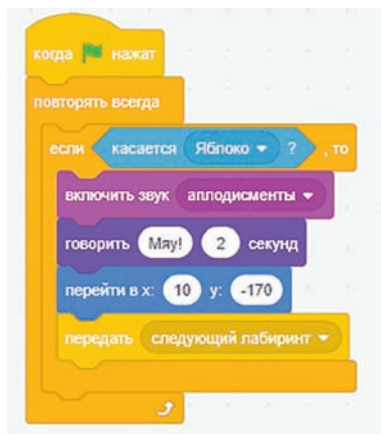 когда нажат
повторять всегда
если касается Яблоко ? , то
включить звук аплодисменты
говорить Мяу! 2 секунд
перейти в x: 10 y: -170
передать следующий лабиринт